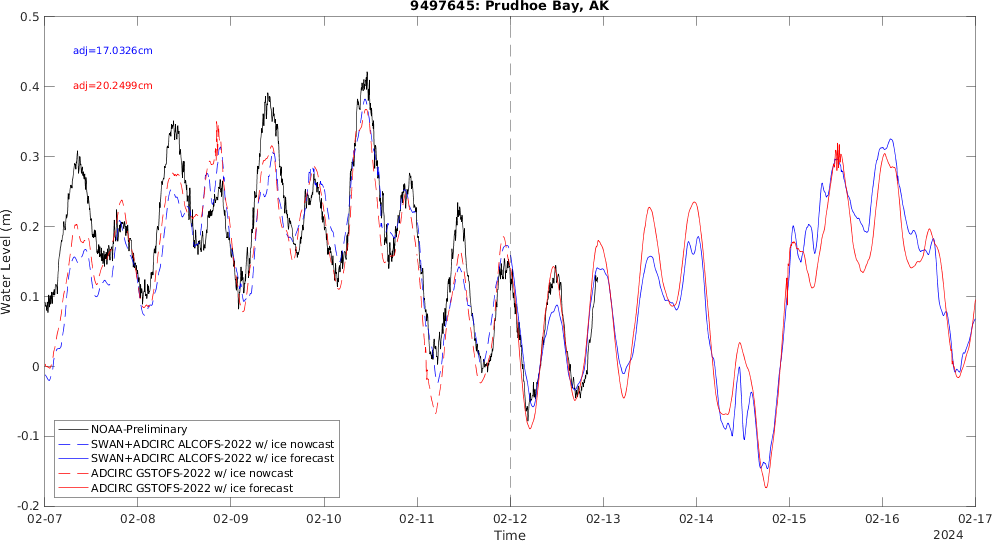 9497645: Prudhoe Bay, AK
adj=17.0326cm
adj=20.2499cm
Water Level (m)
0.5
0.4
0.3
0.2
0.1
0
-0.1
-0.2
NOAA-Preliminary
SWAN+ADCIRC ALCOFS-2022 w/ ice nowcast
SWAN+ADCIRC ALCOFS-2022 w/ ice forecast
ADCIRC GSTOFS-2022 w/ ice nowcast
ADCIRC GSTOFS-2022 w/ ice forecast
02-07 02-08 02-09 02-10 02-11 02-12 02-13 02-14 02-15 02-16 02-17
Time
2024